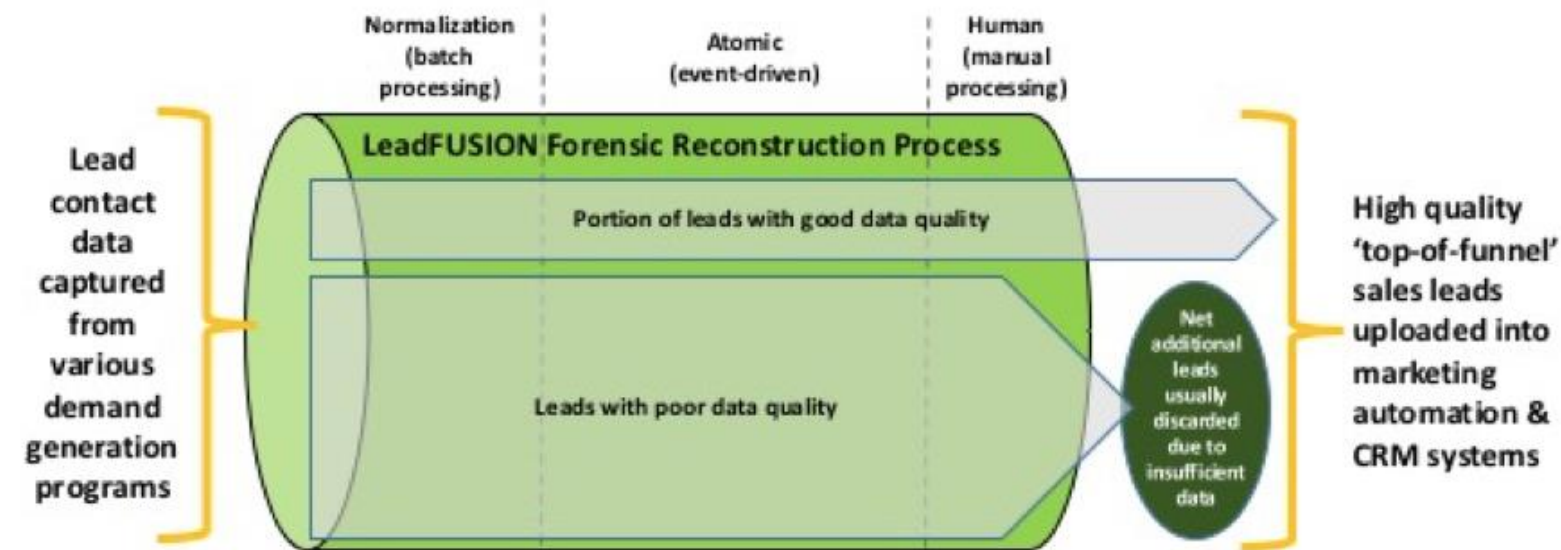 Normalization
(batch
processing)
Atomic
(event-driven)
Human
(manual
processing)
LeadFUSION Forensic Reconstruction Process
Lead
contact
data
captured
from
various
demand
generation
programs
Portion of leads with good data quality
Leads with poor data quality
Net
additional
leads
usually
discarded
due to
insufficient
data
High quality
‘top-of-funnel’
sales leads
uploaded into
marketing
automation &
CRM systems